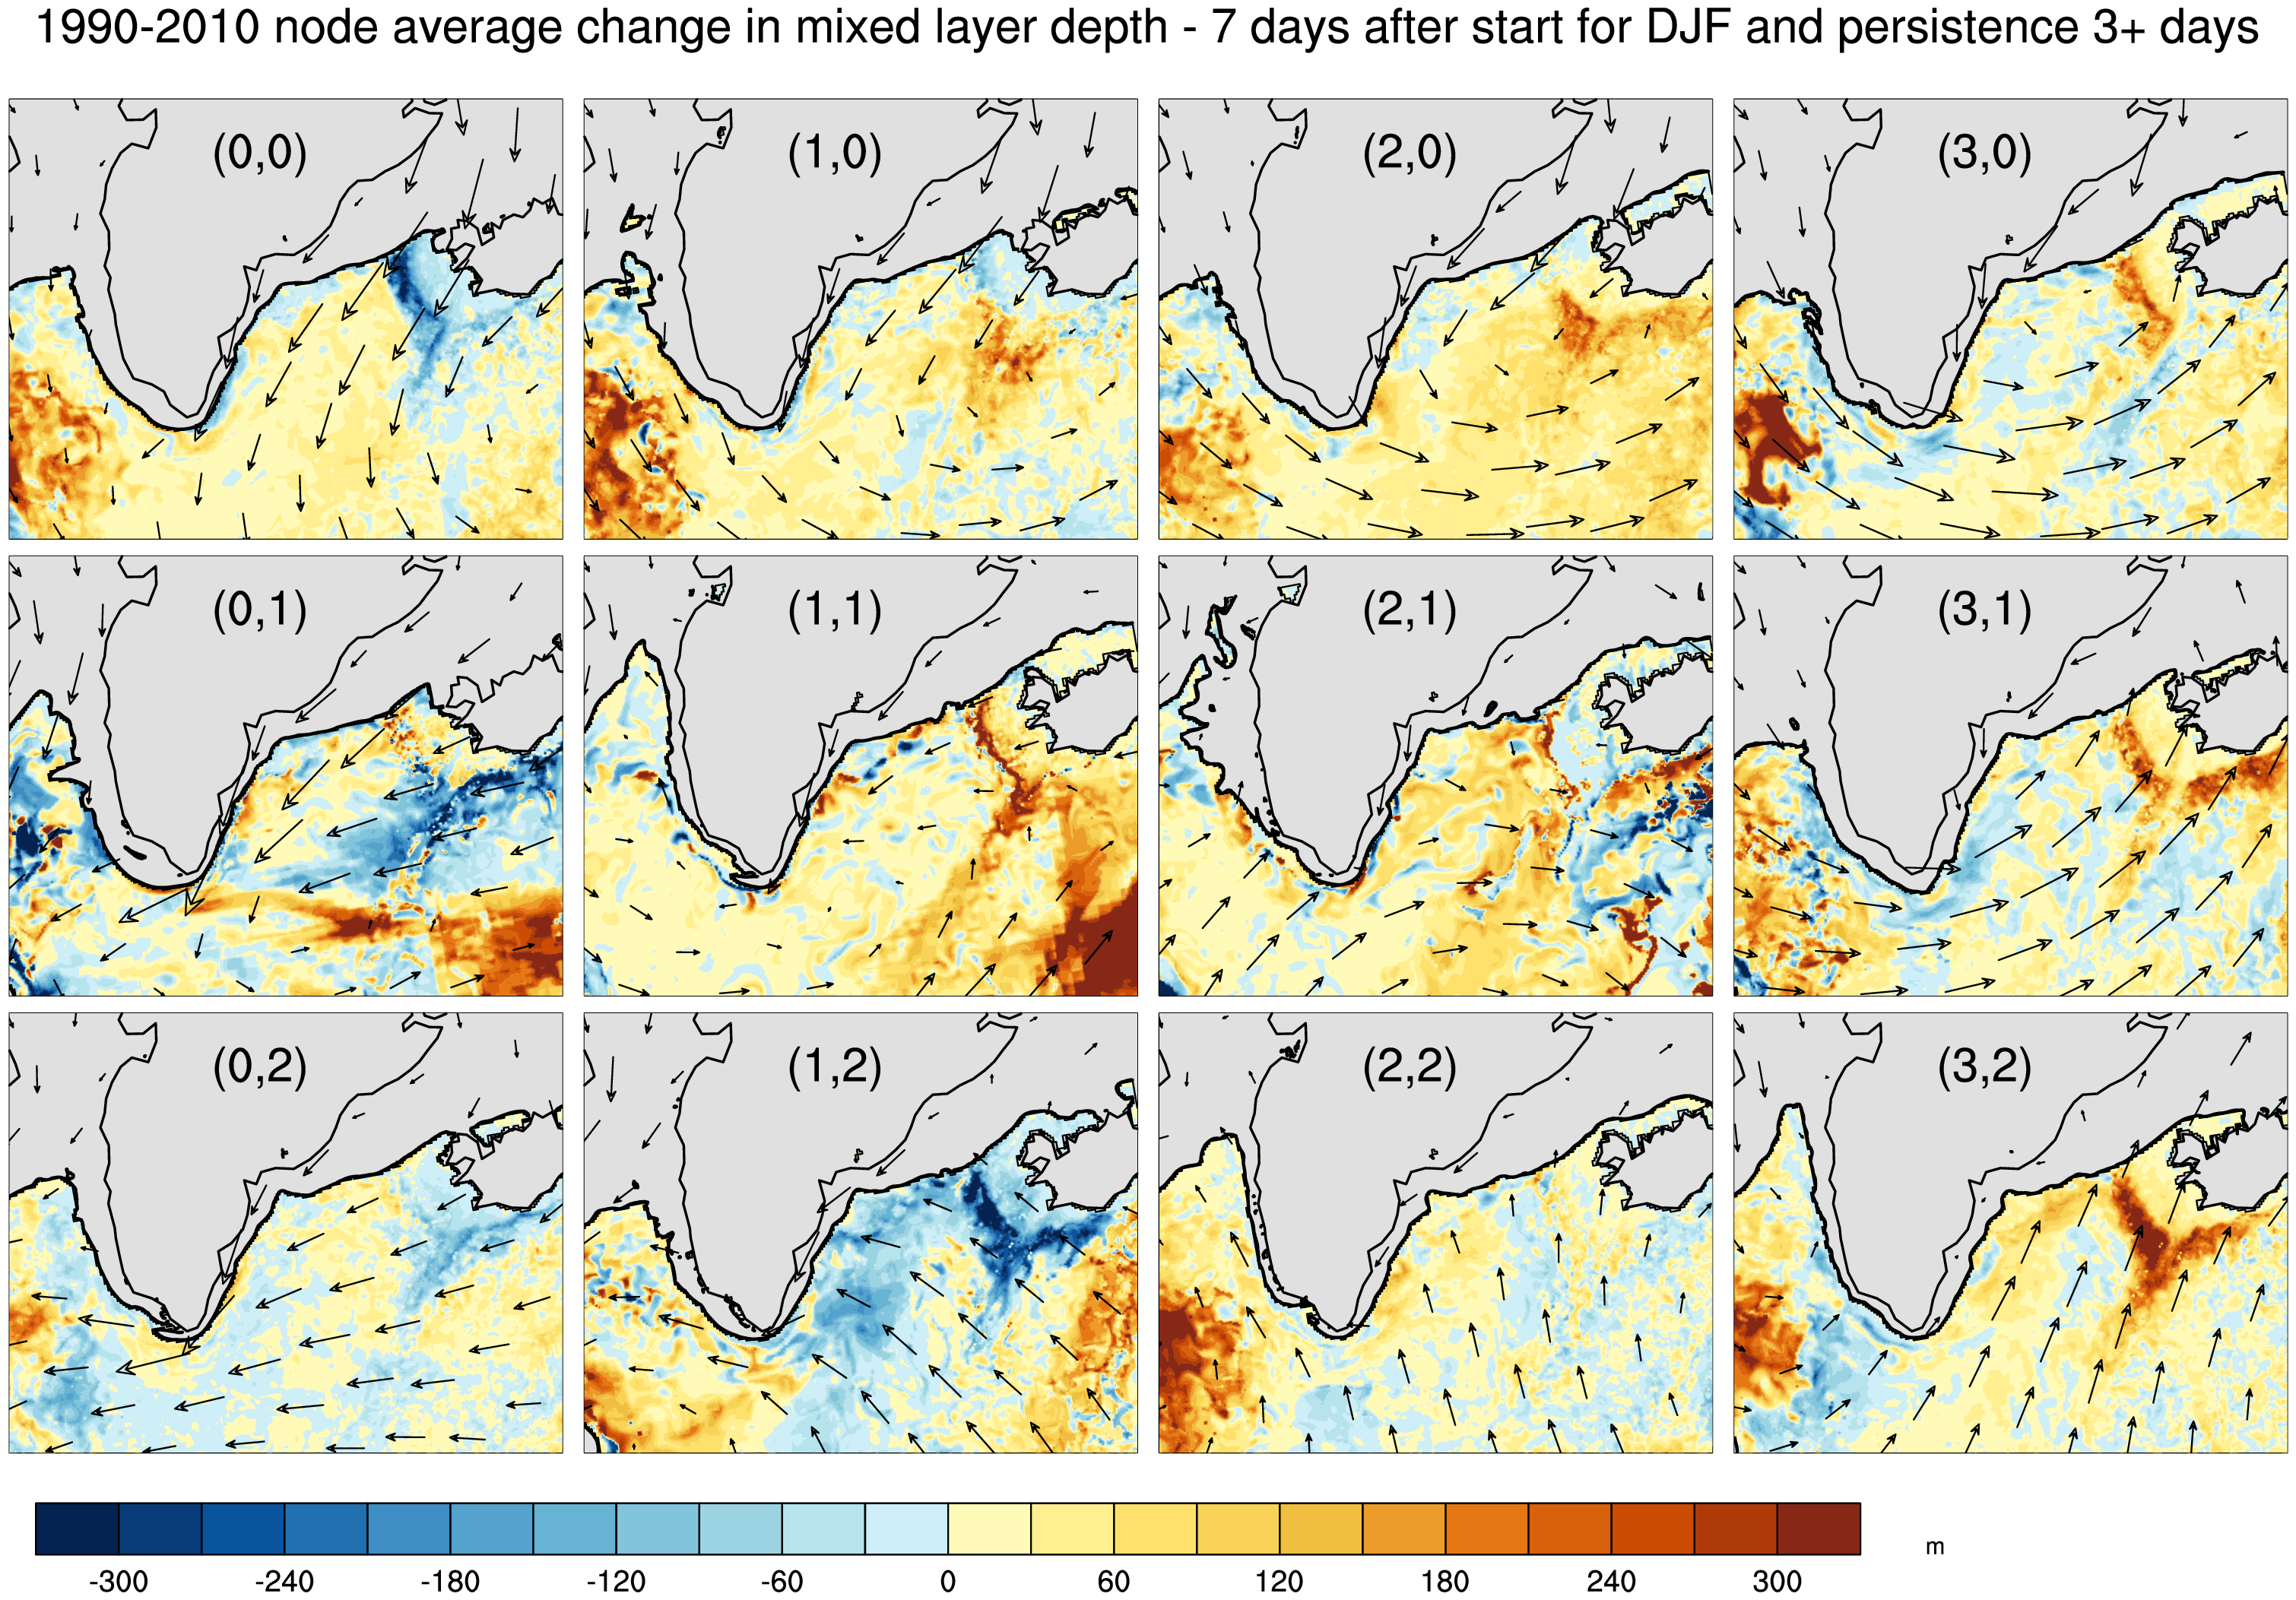 1990-2010 node average change in mixed layer depth - 7 days after start for DJF and persistence 3+ days
(0,0) (1,0) (2,0) (3,0)
(0,1) (1,1) (2,1) (3,1)
(0,2) (1,2) (2,2) (3,2)
m
-300 -240 -180 -120 -60 0 60 120 180 240 300